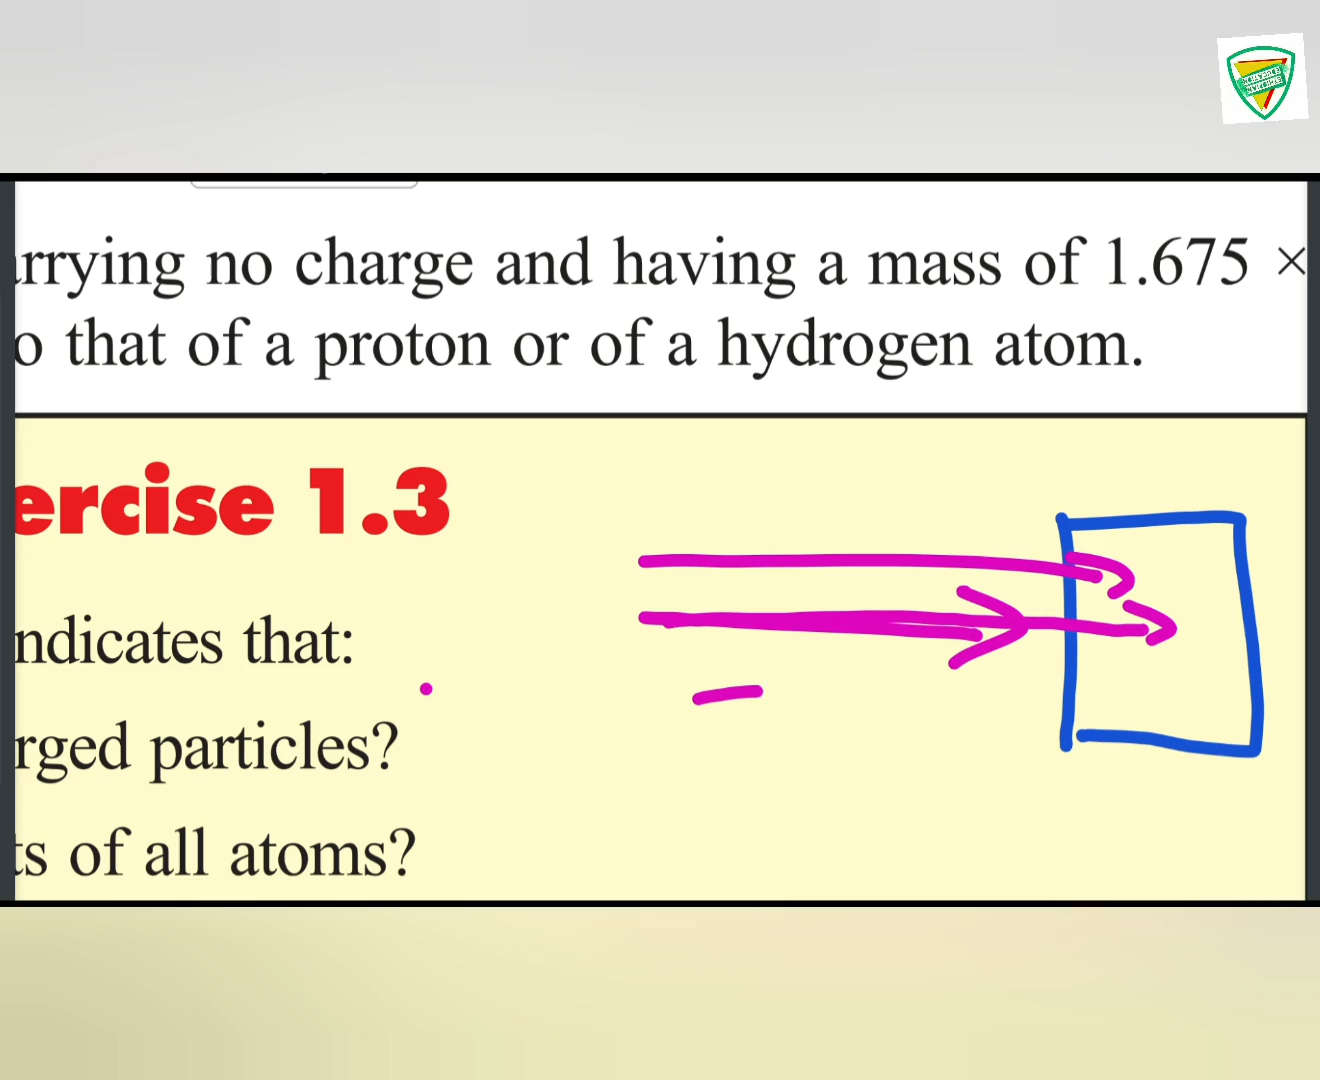 rrying no charge and having a mass of 1.675 ×
o that of a proton or of a hydrogen atom.
ercise 1.3
ndicates that:
rged particles?
ts of all atoms?